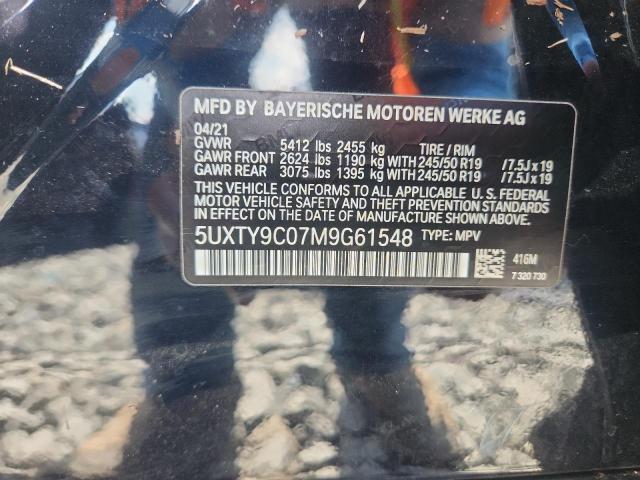 MFD BY BAYERISCHE MOTOREN WERKE AG
04/21
GVWR 5412 lbs 2455 kg TIRE / RIM
GAWR FRONT 2624 lbs 1190 kg WITH 245/50 R19 /7.5J x 19
GAWR REAR 3075 lbs 1395 kg WITH 245/50 R19 /7.5J x 19
THIS VEHICLE CONFORMS TO ALL APPLICABLE U. S. FEDERAL
MOTOR VEHICLE SAFETY AND THEFT PREVENTION STANDARDS
IN EFFECT ON THE DATE OF MANUFACTURE SHOWN ABOVE.
5UXTY9C07M9G61548 TYPE: MPV
416M
7 320 730